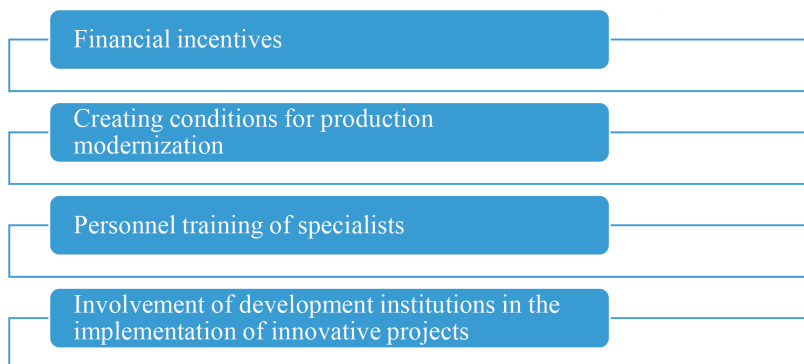 Financial incentives
Creating conditions for production
modernization
Personnel training of specialists
Involvement of development institutions in the
implementation of innovative projects